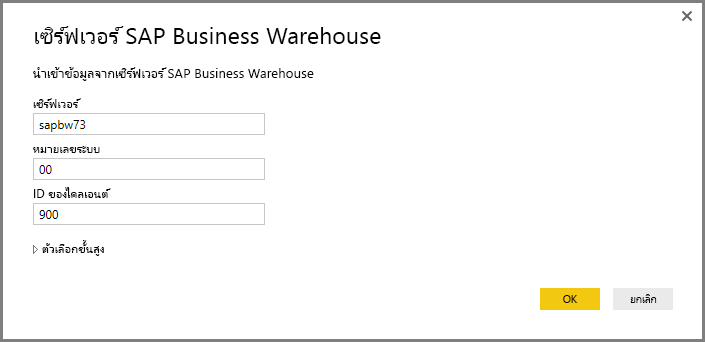 เซิร์ฟเวอร์ SAP Business Warehouse
นำเข้าข้อมูลจากเซิร์ฟเวอร์ SAP Business Warehouse
เซิร์ฟเวอร์
sapbw73
หมายเลขระบบ
00
ID ของไคลเอนต์
900
ตัวเลือกขั้นสูง
OK ยกเลิก